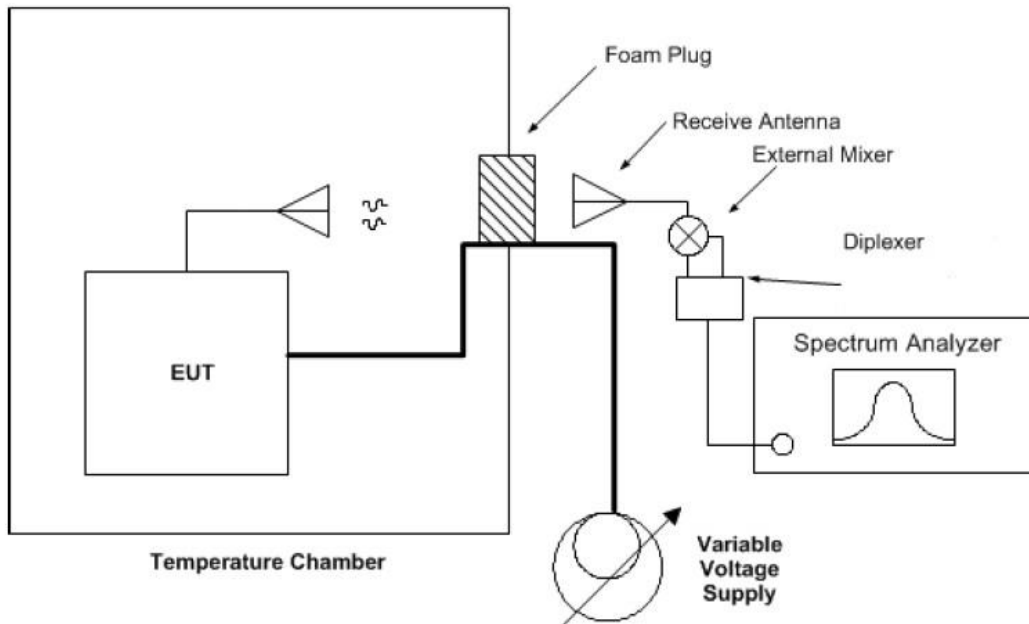 Foam Plug
Receive Antenna
External Mixer
Diplexer
Spectrum Analyzer
EUT
Temperature Chamber
Variable
Voltage
Supply